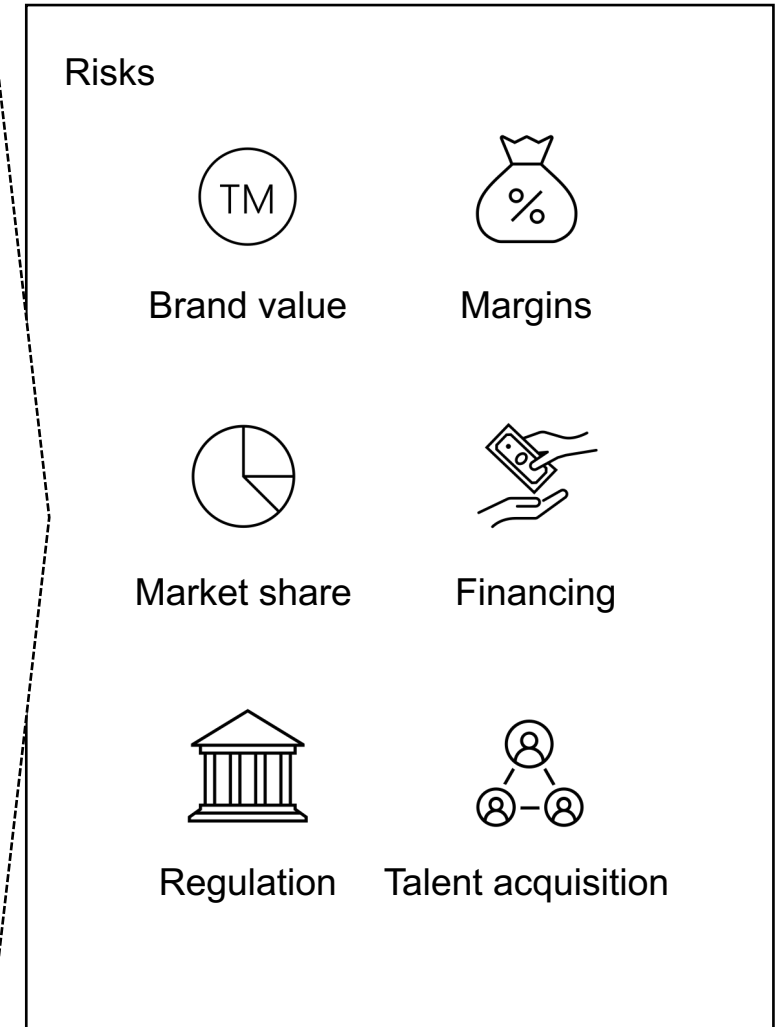 Risks
TM
%
Brand value
Margins
Market share
Financing
Regulation
Talent acquisition